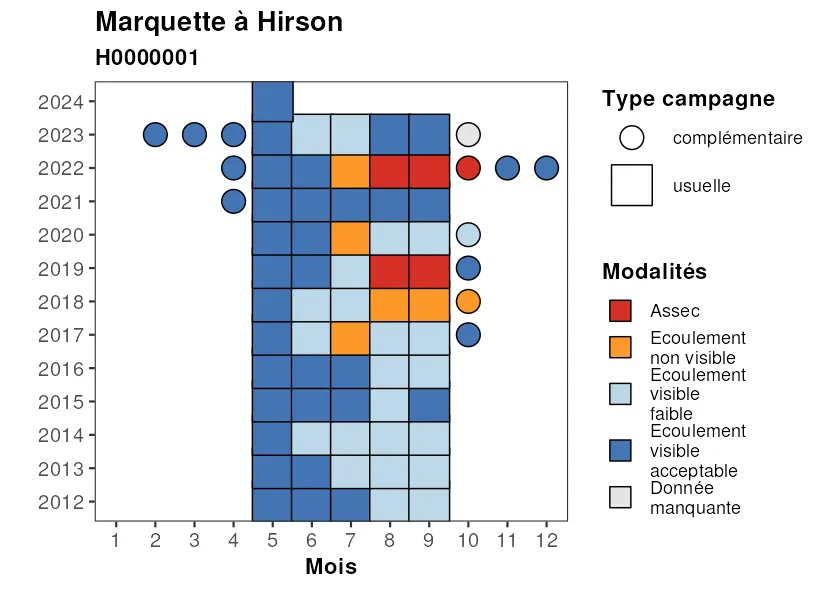 Marquette à Hirson
H0000001
2024
2023
2022
2021
2020
2019
2018
2017
2016
2015
2014
2013
2012
1 2 3 4 5 6 7 8 9 10 11 12
Mois
Type campagne
complémentaire
usuelle
Modalités
Assec
Ecoulement
non visible
Ecoulement
visible
faible
Ecoulement
visible
acceptable
Donnée
manquante